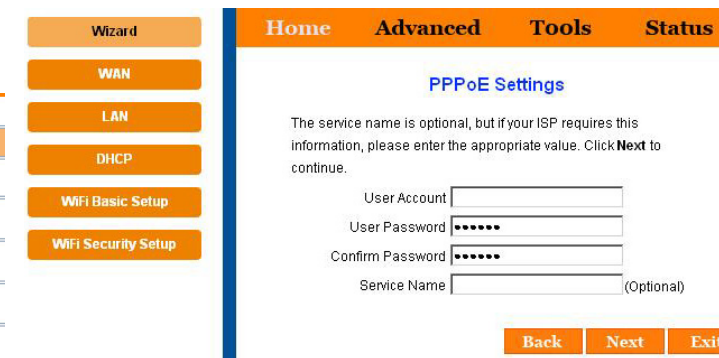 Wizard
WAN
LAN
DHCP
WiFi Basic Setup
WiFi Security Setup
Home Advanced Tools Status
PPPoE Settings
The service name is optional, but if your ISP requires this
information, please enter the appropriate value. Click Next to
continue.
User Account
User Password ••••••
Confirm Password ••••••
Service Name (Optional)
Back Next Exit